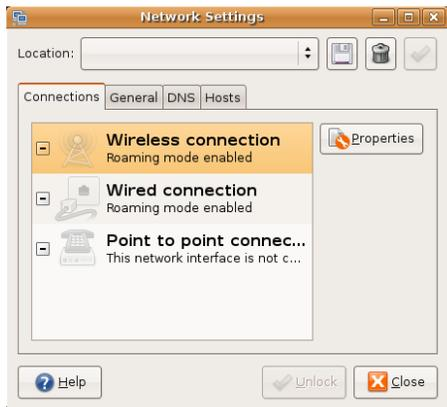 Network Settings
Location:
Connections General DNS Hosts
Wireless connection
Roaming mode enabled
Properties
Wired connection
Roaming mode enabled
Point to point connec...
This network interface is not c...
Help Unlock Close